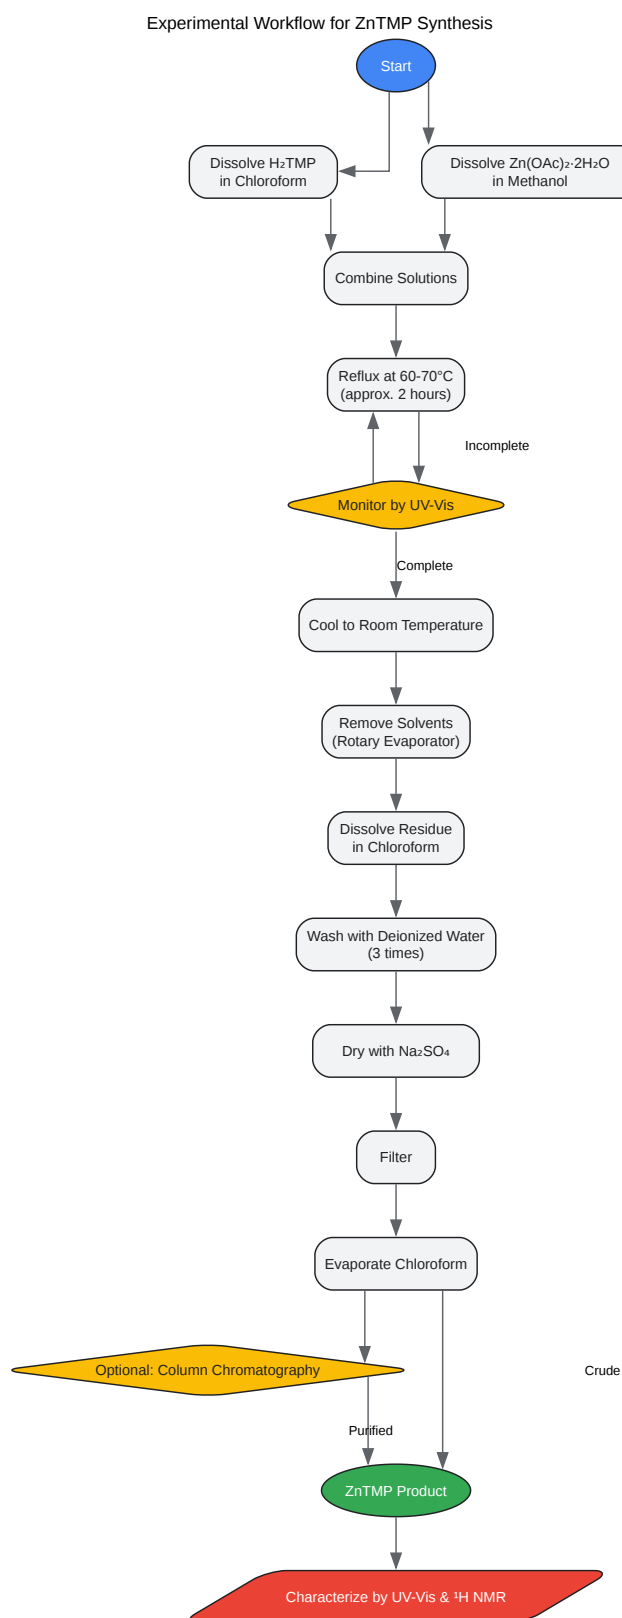 Experimental Workflow for ZnTMP Synthesis
Start
Dissolve H₂TMP
in Chloroform
Dissolve Zn(OAc)₂·2H₂O
in Methanol
Combine Solutions
Reflux at 60-70°C
(approx. 2 hours)
Incomplete
Monitor by UV-Vis
Complete
Cool to Room Temperature
Remove Solvents
(Rotary Evaporator)
Dissolve Residue
in Chloroform
Wash with Deionized Water
(3 times)
Dry with Na₂SO₄
Filter
Evaporate Chloroform
Optional: Column Chromatography
Crude
Purified
ZnTMP Product
Characterize by UV-Vis & ¹H NMR